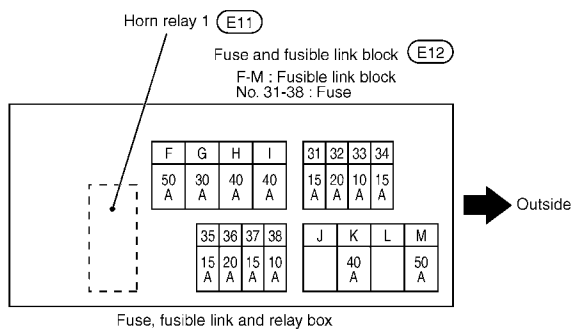 Horn relay 1 E11
Fuse and fusible link block E12
F-M : Fusible link block
No. 31-38 : Fuse
F G H I 31 32 33 34
50 A 30 A 40 A 40 A 15 A 20 A 10 A 15 A
Outside
35 36 37 38 J K L M
15 A 20 A 15 A 10 A 40 A 50 A
Fuse, fusible link and relay box